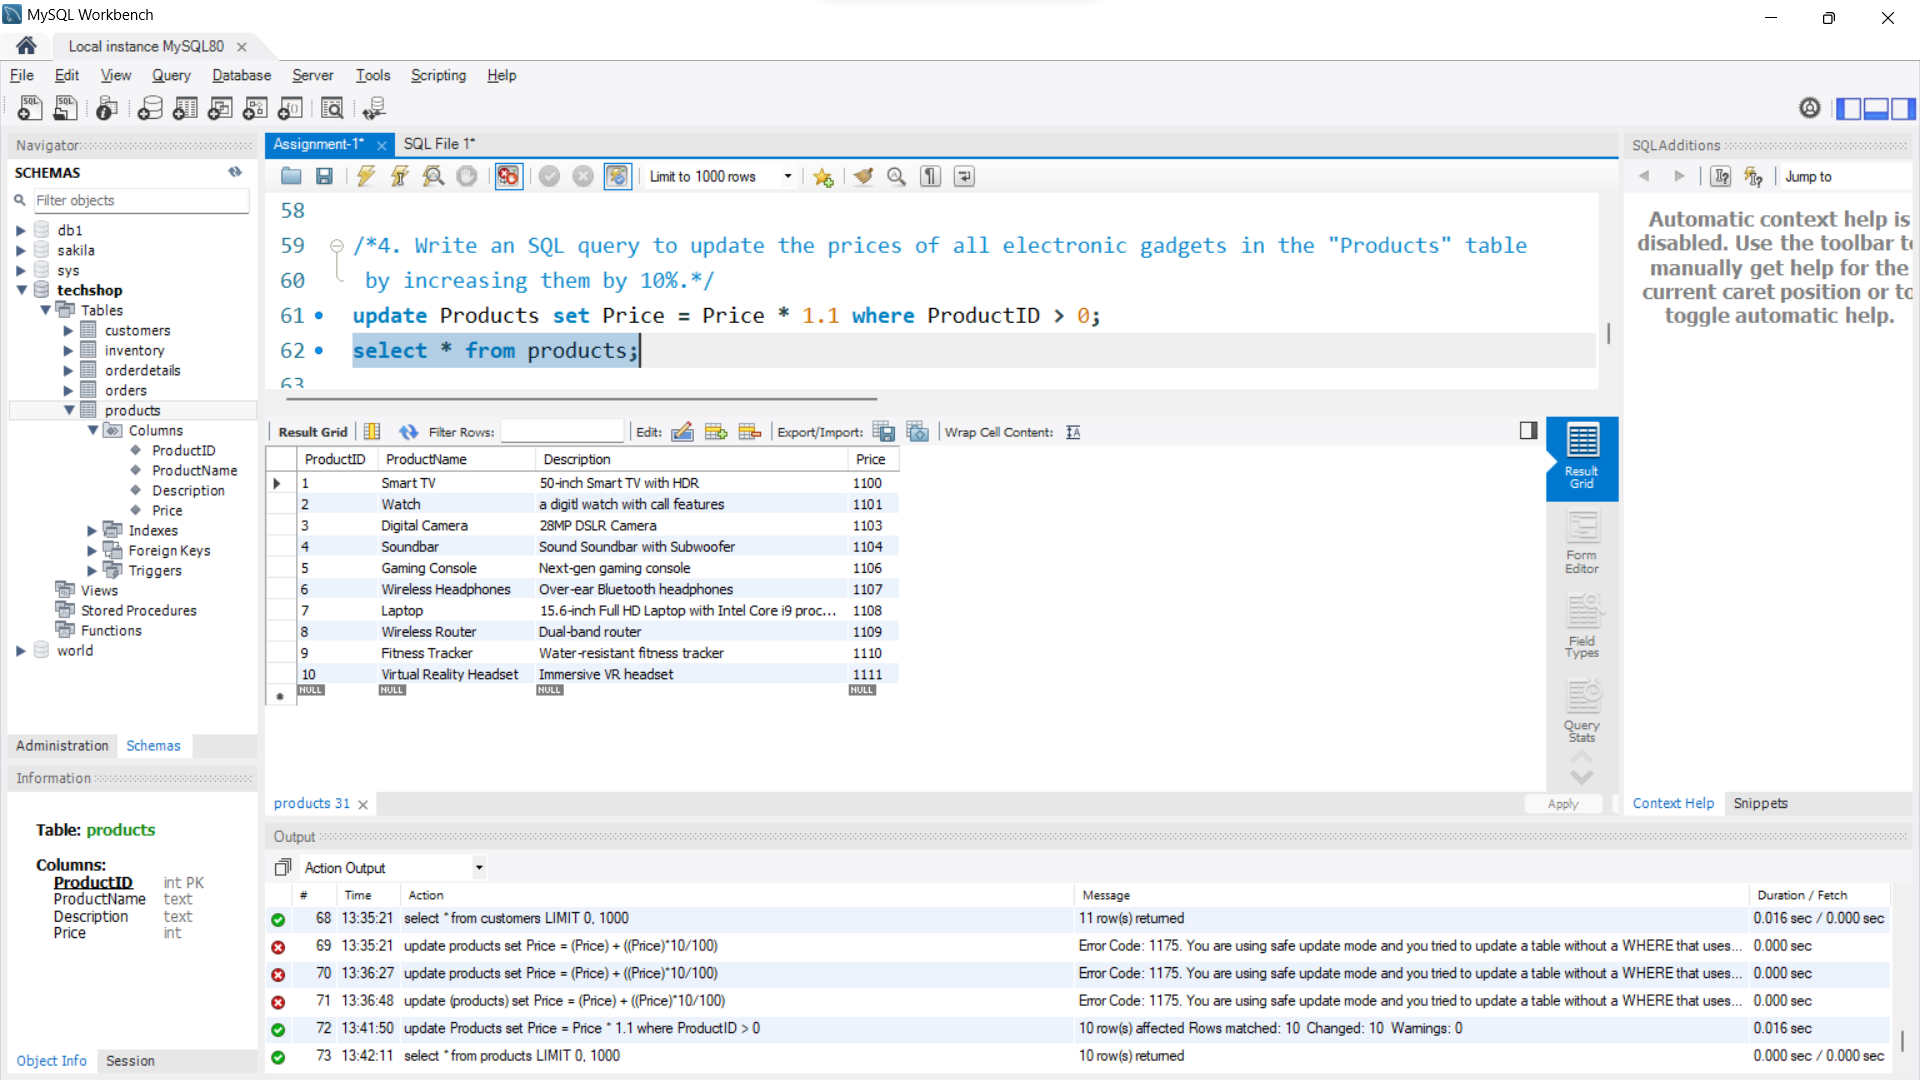 MySQL Workbench
Local instance MySQL80
File Edit View Query Database Server Tools Scripting Help
Navigator
SCHEMAS
Filter objects
db1
sakila
sys
techshop
Tables
customers
inventory
orderdetails
orders
products
Columns
ProductID
ProductName
Description
Price
Indexes
Foreign Keys
Triggers
Views
Stored Procedures
Functions
world
Administration Schemas
Information
Table: products
Columns:
ProductID int PK
ProductName text
Description text
Price int
Object Info Session
Assignment-1* SQL File 1*
Limit to 1000 rows
58
59 /*4. Write an SQL query to update the prices of all electronic gadgets in the "Products" table
60 by increasing them by 10%.*/
61 update Products set Price = Price * 1.1 where ProductID > 0;
62 select * from products;
63
Result Grid Filter Rows: Edit: Export/Import: Wrap Cell Content:
ProductID ProductName Description Price
1 Smart TV 50-inch Smart TV with HDR 1100
2 Watch a digitl watch with call features 1101
3 Digital Camera 28MP DSLR Camera 1103
4 Soundbar Sound Soundbar with Subwoofer 1104
5 Gaming Console Next-gen gaming console 1106
6 Wireless Headphones Over-ear Bluetooth headphones 1107
7 Laptop 15.6-inch Full HD Laptop with Intel Core i9 proc... 1108
8 Wireless Router Dual-band router 1109
9 Fitness Tracker Water-resistant fitness tracker 1110
10 Virtual Reality Headset Immersive VR headset 1111
NULL NULL NULL NULL
Result Grid
Form Editor
Field Types
Query Stats
products 31
Apply
SQLAdditions
Jump to
Automatic context help is
disabled. Use the toolbar t
manually get help for the
current caret position or to
toggle automatic help.
Context Help Snippets
Output
Action Output
# Time Action Message Duration / Fetch
68 13:35:21 select * from customers LIMIT 0, 1000 11 row(s) returned 0.016 sec / 0.000 sec
69 13:35:21 update products set Price = (Price) + ((Price)*10/100) Error Code: 1175. You are using safe update mode and you tried to update a table without a WHERE that uses... 0.000 sec
70 13:36:27 update products set Price = (Price) + ((Price)*10/100) Error Code: 1175. You are using safe update mode and you tried to update a table without a WHERE that uses... 0.000 sec
71 13:36:48 update (products) set Price = (Price) + ((Price)*10/100) Error Code: 1175. You are using safe update mode and you tried to update a table without a WHERE that uses... 0.000 sec
72 13:41:50 update Products set Price = Price * 1.1 where ProductID > 0 10 row(s) affected Rows matched: 10 Changed: 10 Warnings: 0 0.016 sec
73 13:42:11 select * from products LIMIT 0, 1000 10 row(s) returned 0.000 sec / 0.000 sec